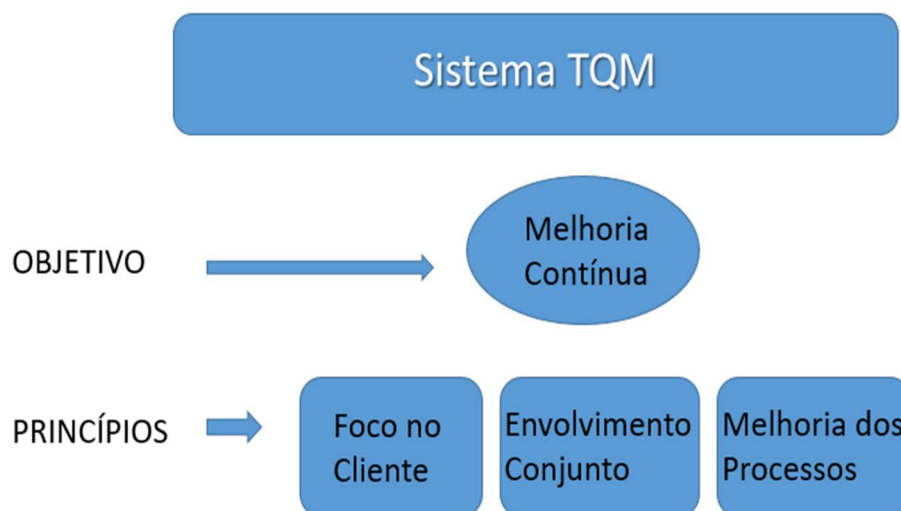 Sistema TQM
OBJETIVO
Melhoria
Contínua
PRINCÍPIOS
Foco no
Cliente
Envolvimento
Conjunto
Melhoria dos
Processos